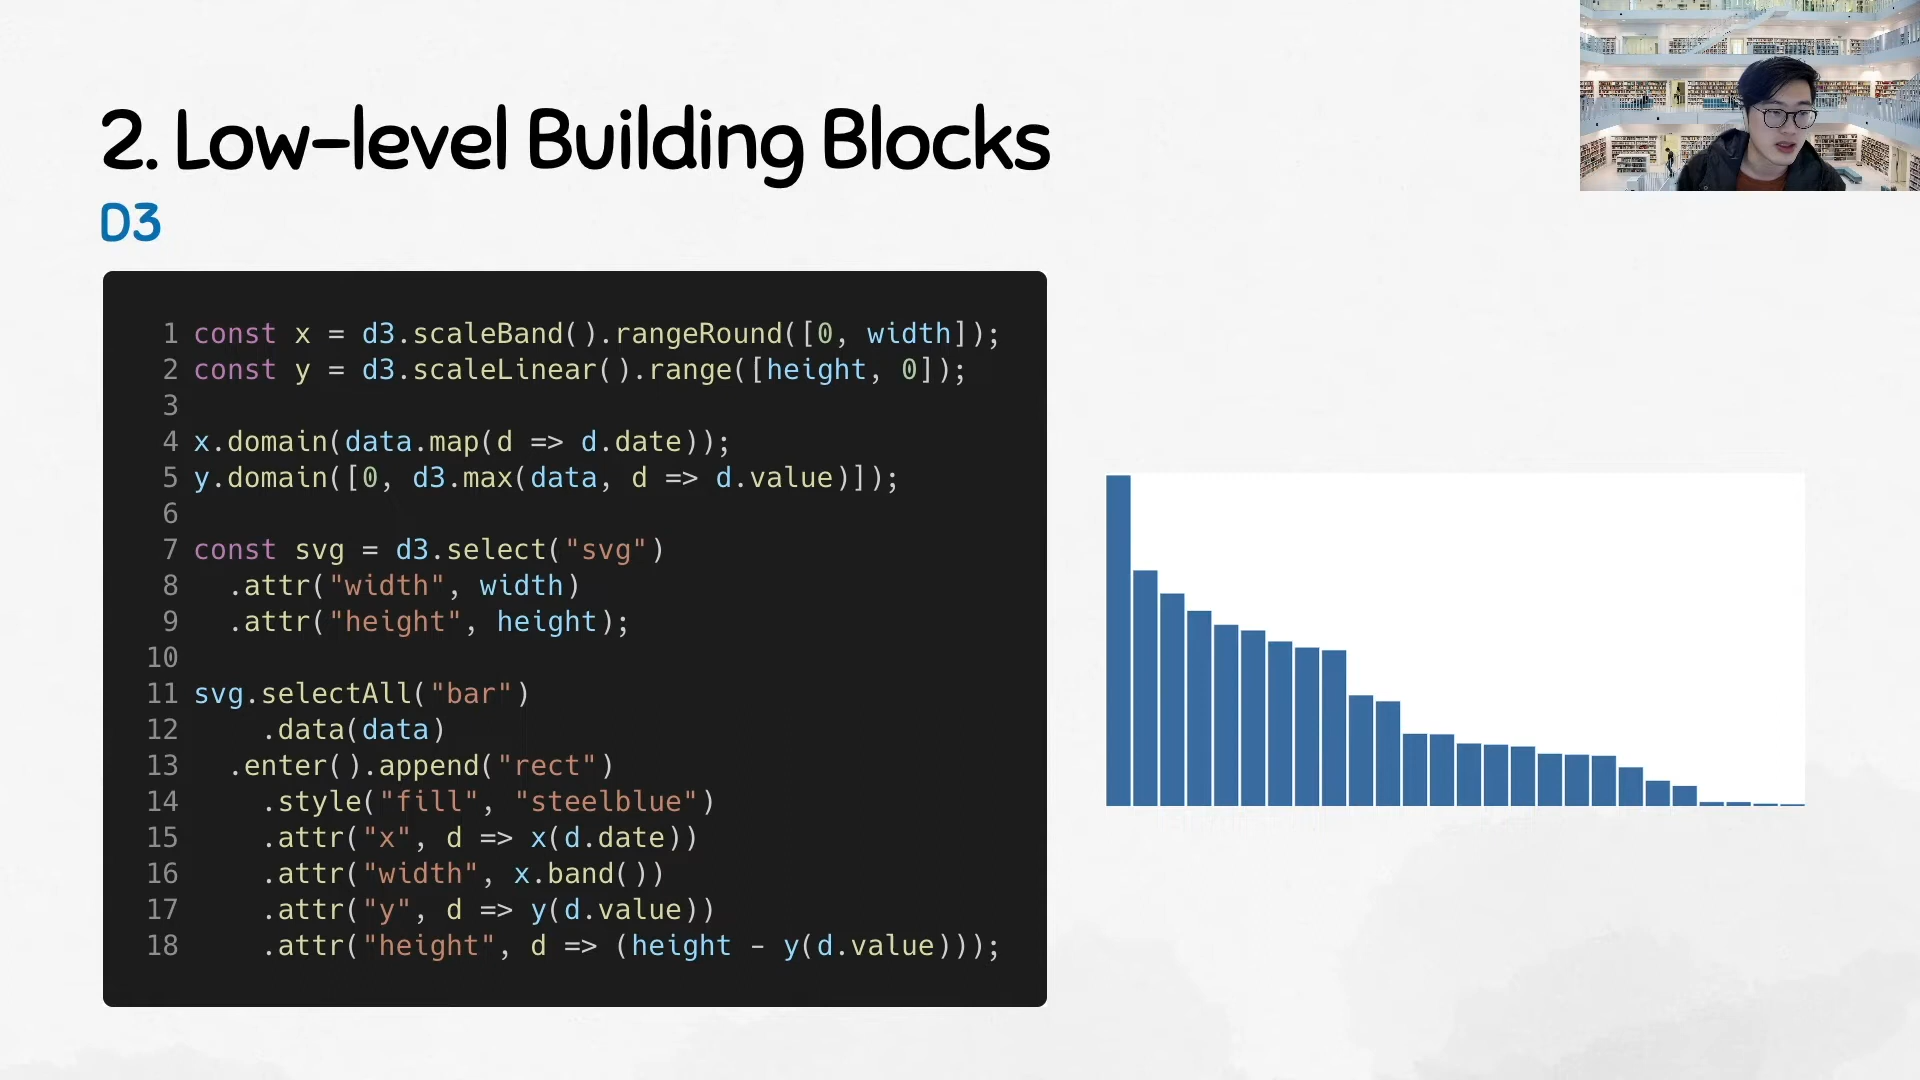 2. Low-level Building Blocks
D3
1 const x = d3.scaleBand().rangeRound([0, width]);
2 const y = d3.scaleLinear().range([height, 0]);
3
4 x.domain(data.map(d => d.date));
5 y.domain([0, d3.max(data, d => d.value)]);
6
7 const svg = d3.select("svg")
8   .attr("width", width)
9   .attr("height", height);
10
11 svg.selectAll("bar")
12     .data(data)
13   .enter().append("rect")
14     .style("fill", "steelblue")
15     .attr("x", d => x(d.date))
16     .attr("width", x.band())
17     .attr("y", d => y(d.value))
18     .attr("height", d => (height - y(d.value)));